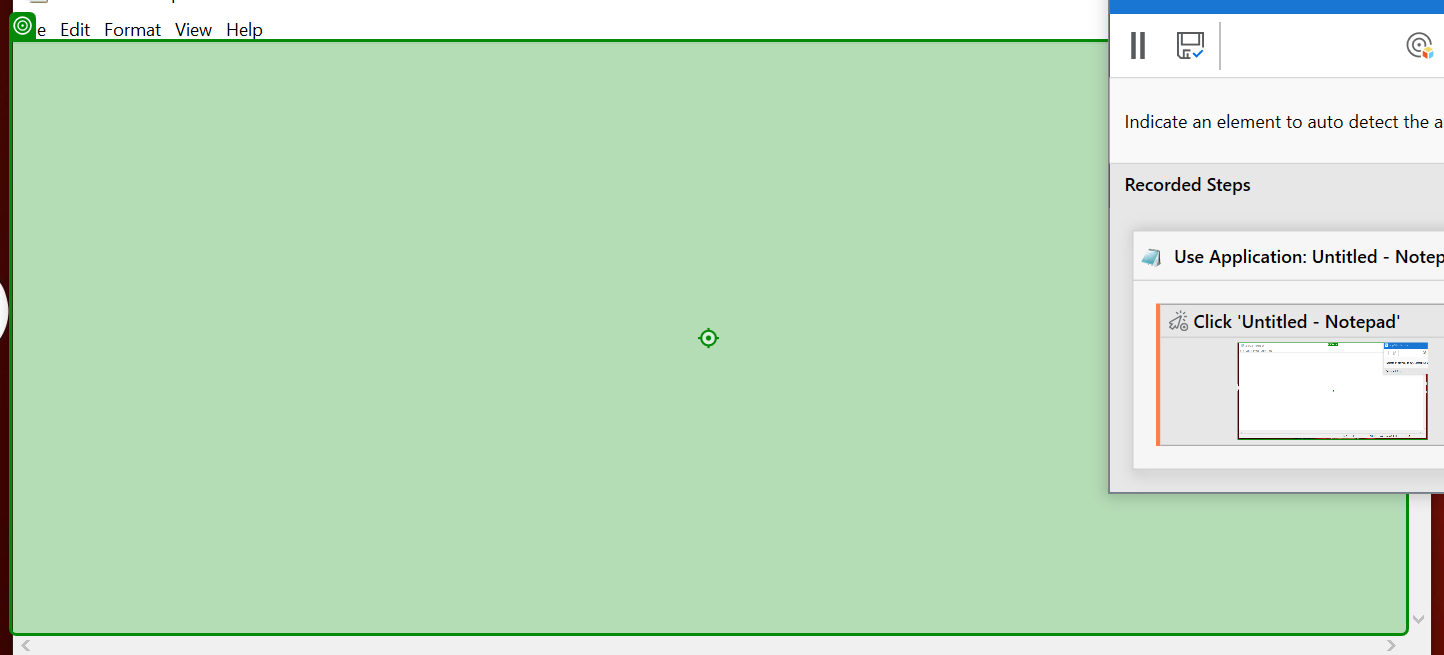 e Edit Format View Help
Indicate an element to auto detect the a
Recorded Steps
Use Application: Untitled - Notep
Click 'Untitled - Notepad'